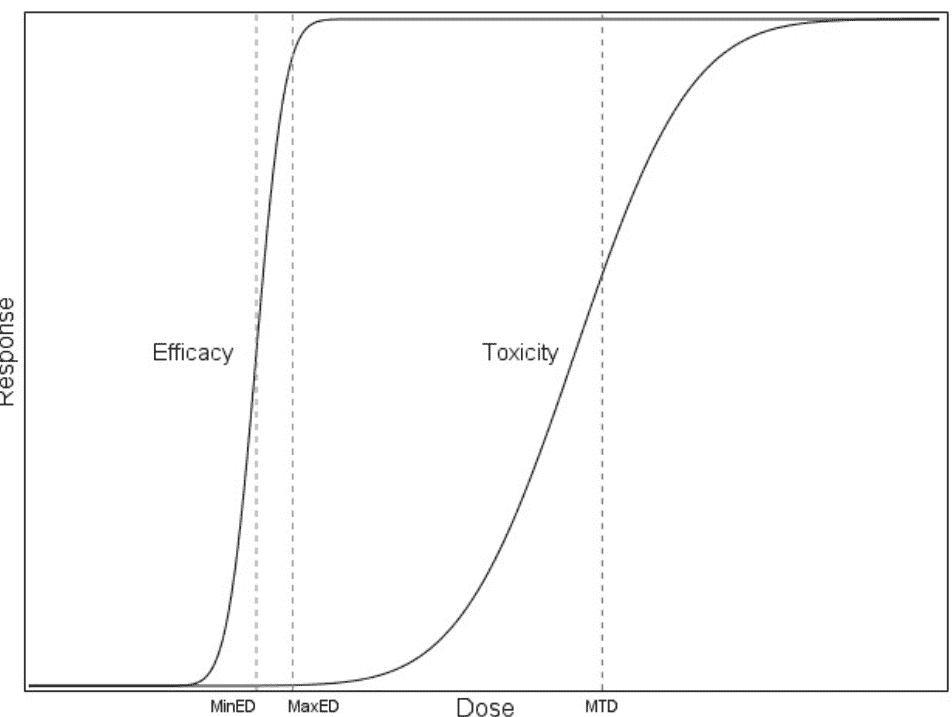 Response
Efficacy
Toxicity
MinED
MaxED
Dose
MTD